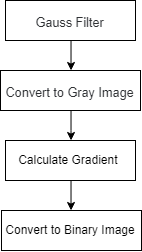 Gauss Filter
Convert to Gray Image
Calculate Gradient
Convert to Binary Image